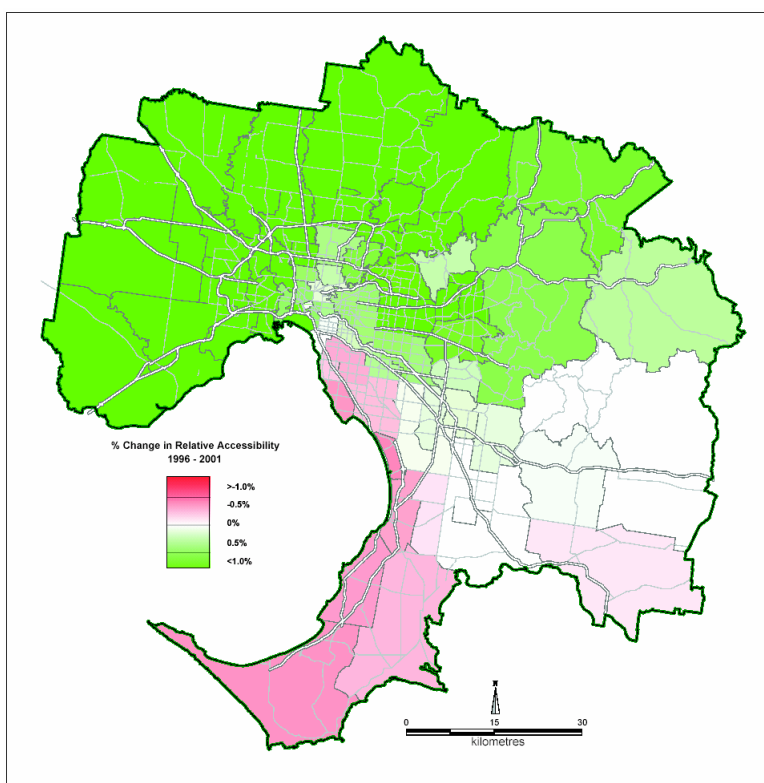 % Change in Relative Accessibility
1996 - 2001
>-1.0%
-0.5%
0%
0.5%
<1.0%
N
0 15 30
kilometres